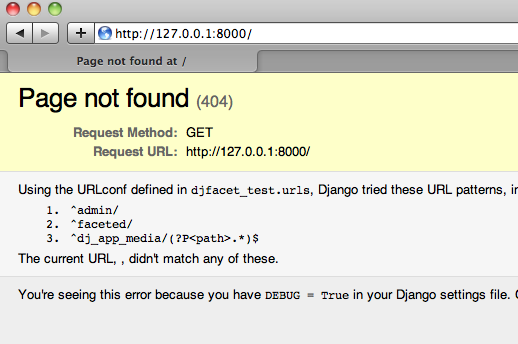 http://127.0.0.1:8000/
Page not found at /
Page not found (404)
Request Method: GET
Request URL: http://127.0.0.1:8000/
Using the URLconf defined in djfacet_test.urls, Django tried these URL patterns, in
1. ^admin/
2. ^faceted/
3. ^dj_app_media/(?P<path>.*)$
The current URL, , didn't match any of these.
You're seeing this error because you have DEBUG = True in your Django settings file.